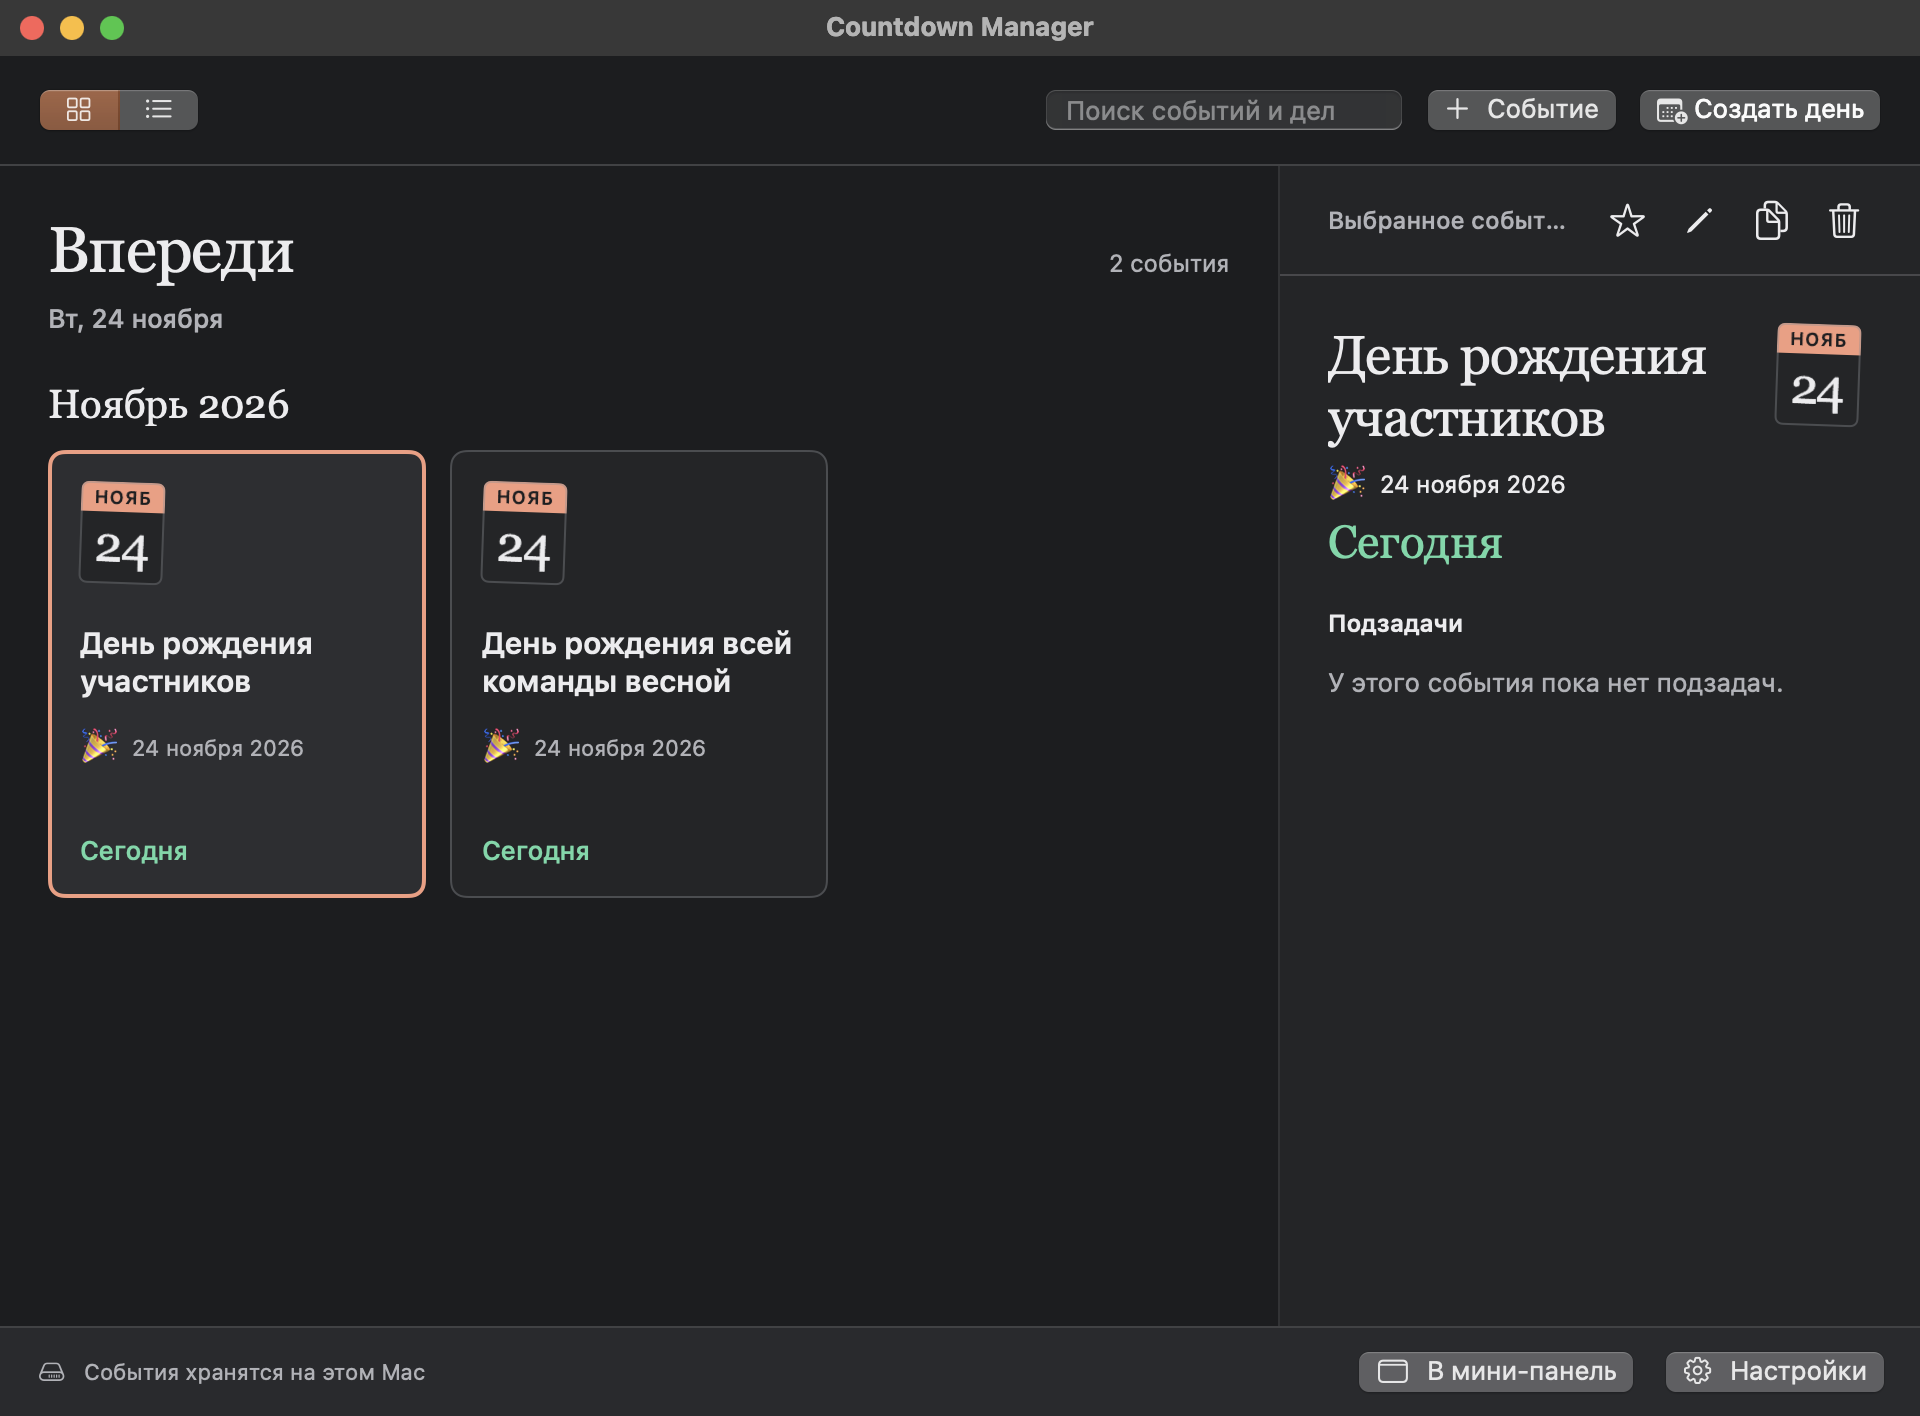 Countdown Manager
Поиск событий и дел
Событие
Создать день
Впереди
2 события
Вт, 24 ноября
Ноябрь 2026
НОЯБ
24
День рождения
участников
24 ноября 2026
Сегодня
НОЯБ
24
День рождения всей
команды весной
24 ноября 2026
Сегодня
Выбранное событ...
День рождения
участников
НОЯБ
24
24 ноября 2026
Сегодня
Подзадачи
У этого события пока нет подзадач.
События хранятся на этом Mac
В мини-панель
Настройки